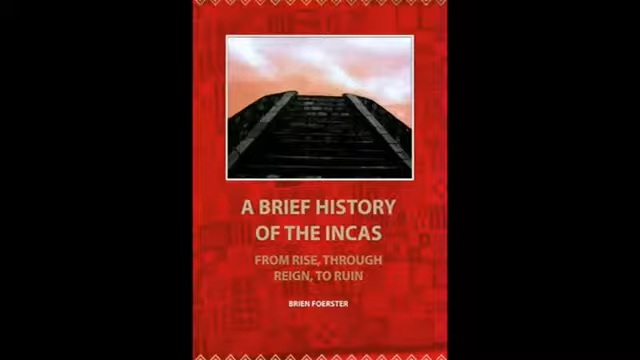 A BRIEF HISTORY
OF THE INCAS
FROM RISE, THROUGH
REIGN, TO RUIN
BRIEN FOERSTER